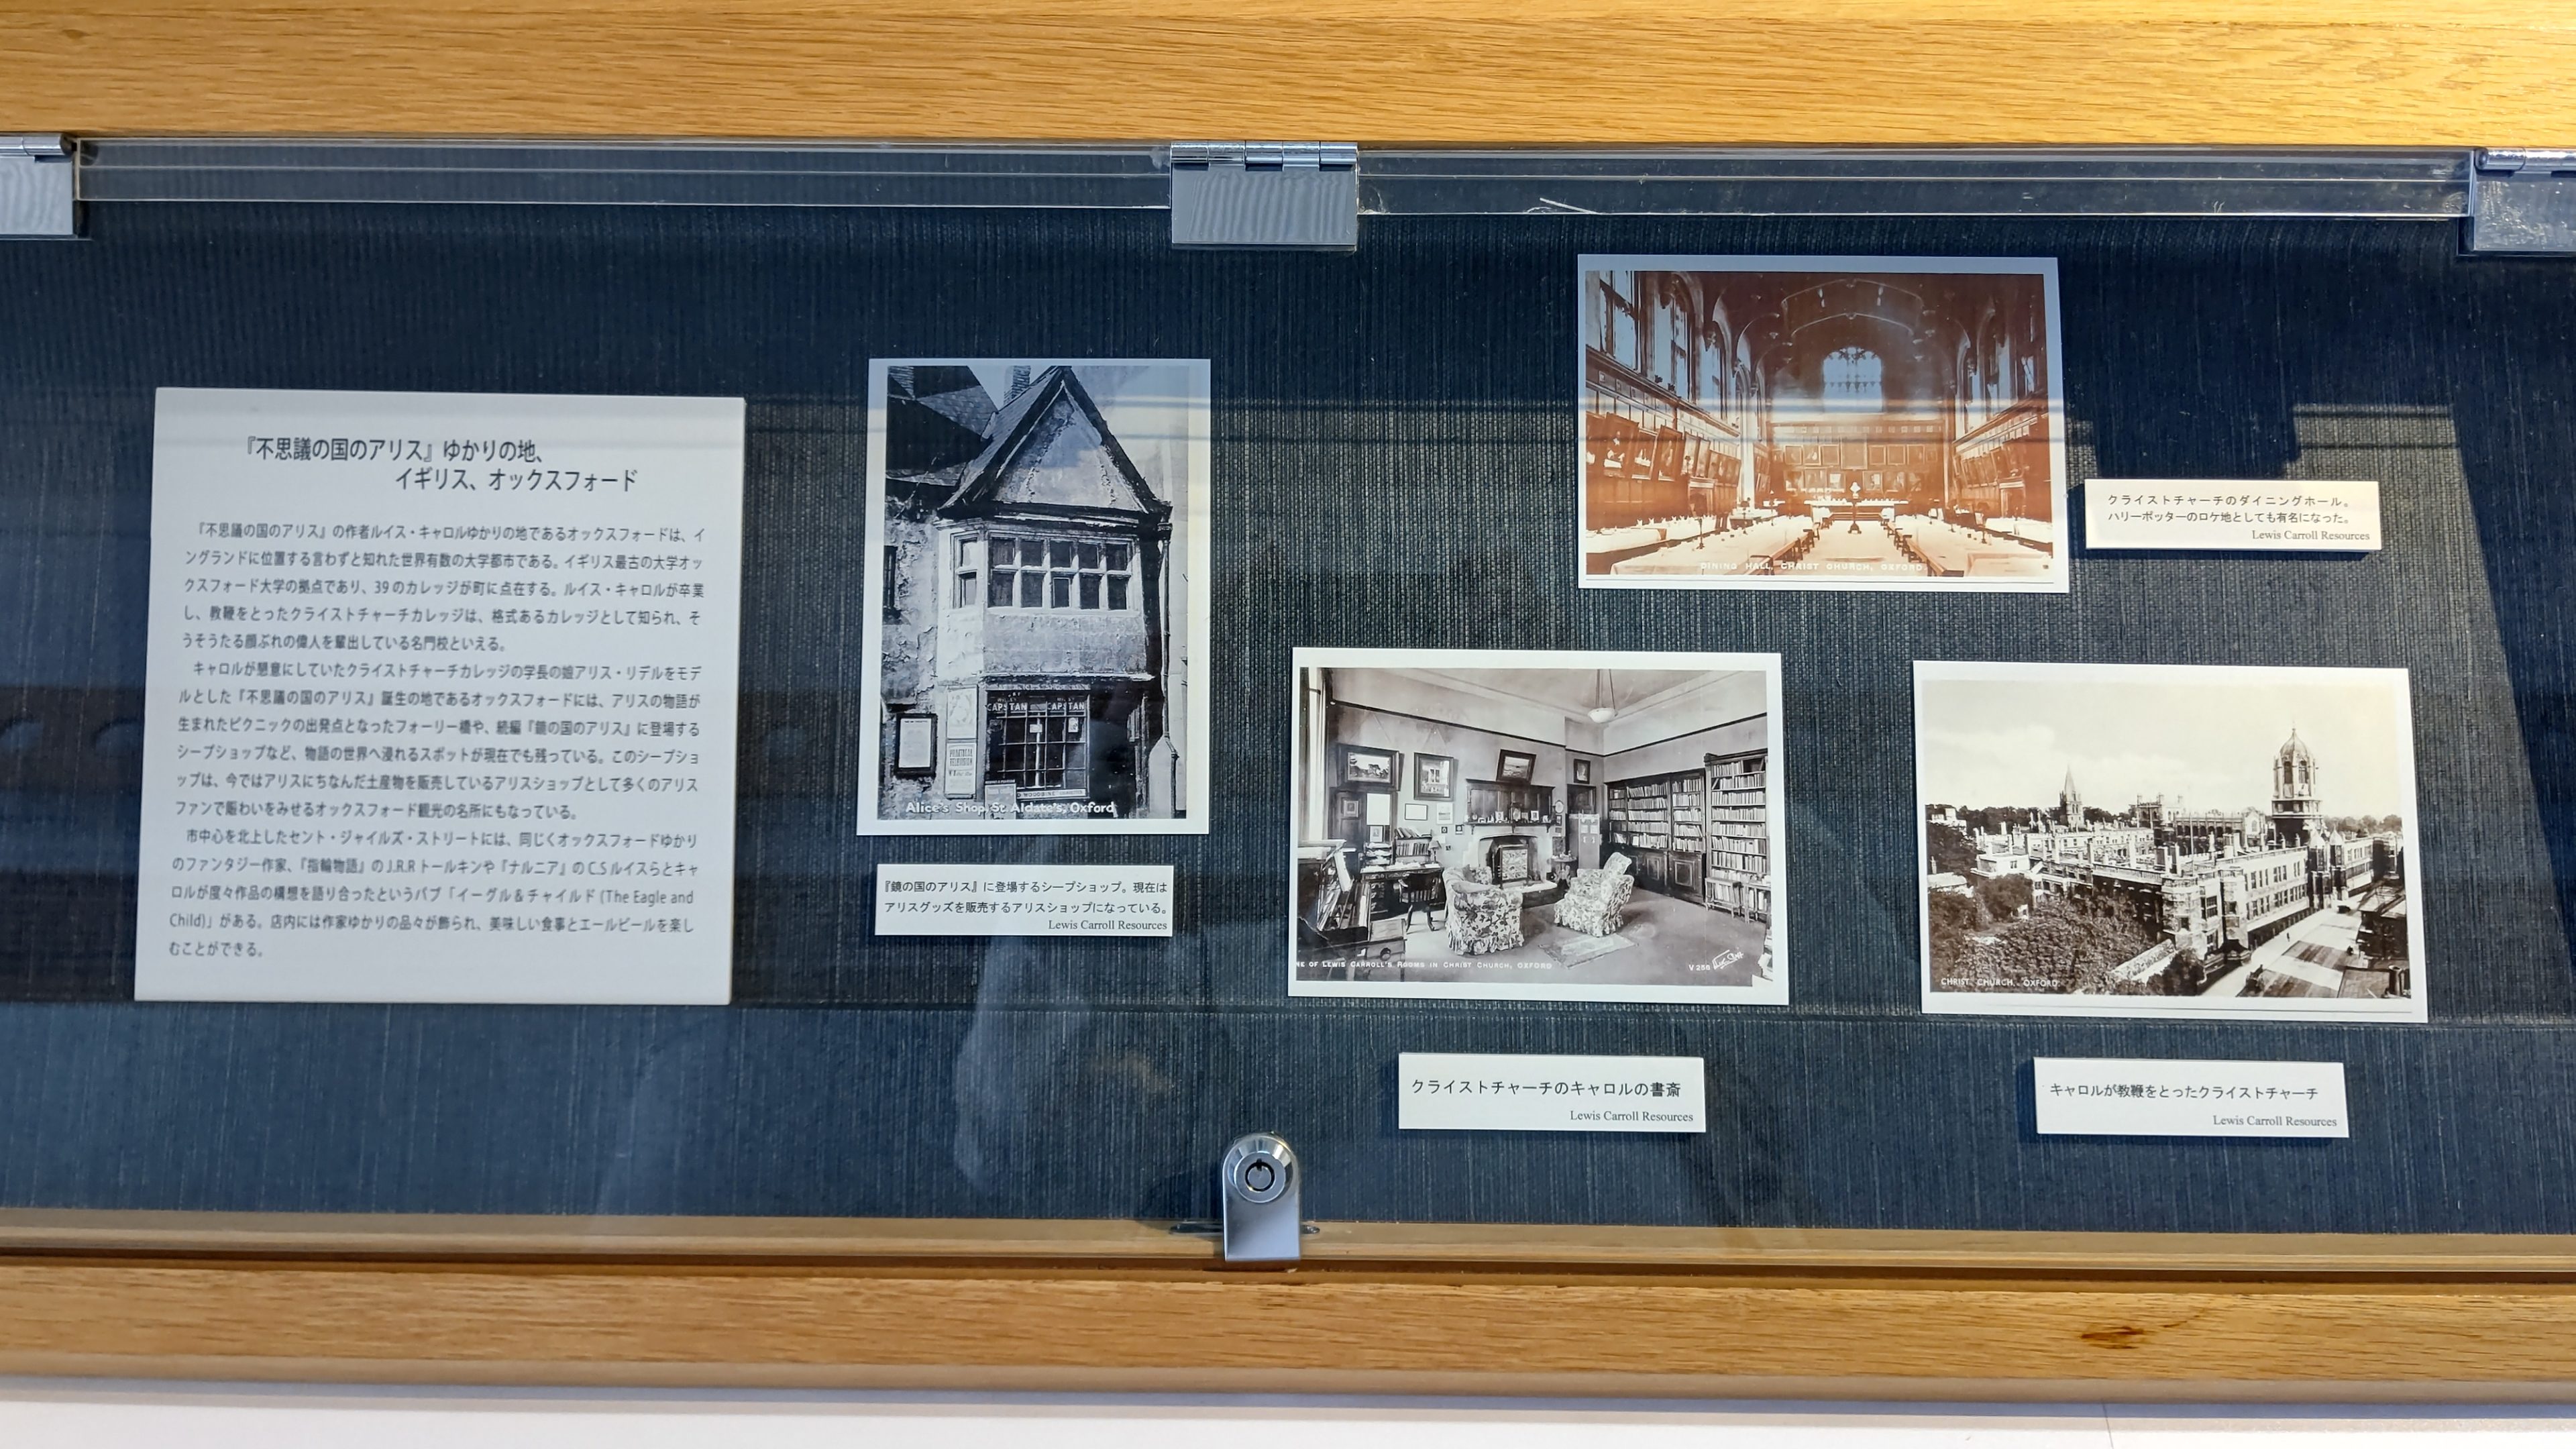 『不思議の国のアリス』ゆかりの地、
イギリス、オックスフォード
『不思議の国のアリス』の作者ルイス・キャロルゆかりの地であるオックスフォードは、イ
ングランドに位置する言わずと知れた世界有数の大学都市である。イギリス最古の大学オッ
クスフォード大学の拠点であり、39のカレッジが町に点在する。ルイス・キャロルが卒業
し、教鞭をとったクライストチャーチカレッジは、格式あるカレッジとして知られ、そ
うそうたる顔ぶれの偉人を輩出している名門校といえる。
キャロルが懇意にしていたクライストチャーチカレッジの学長の娘アリス・リデルをモデ
ルとした『不思議の国のアリス』誕生の地であるオックスフォードには、アリスの物語が
生まれたピクニックの出発点となったフォーリー橋や、続編『鏡の国のアリス』に登場する
シープショップなど、物語の世界へ浸れるスポットが現在でも残っている。このシープショ
ップは、今ではアリスにちなんだ土産物を販売しているアリスショップとして多くのアリス
ファンで賑わいをみせるオックスフォード観光の名所にもなっている。
市中心を北上したセント・ジャイルズ・ストリートには、同じくオックスフォードゆかり
のファンタジー作家、『指輪物語』のJ.R.Rトールキンや『ナルニア』のC.Sルイスらとキャ
ロルが度々作品の構想を語り合ったというパブ「イーグル＆チャイルド (The Eagle and
Child)」がある。店内には作家ゆかりの品々が飾られ、美味しい食事とエールビールを楽し
むことができる。
CAPSTAN CAPSTAN
Alice's Shop St. Aldate's, Oxford
『鏡の国のアリス』に登場するシープショップ。現在は
アリスグッズを販売するアリスショップになっている。
Lewis Carroll Resources
DINING HALL, CHRIST CHURCH, OXFORD
クライストチャーチのダイニングホール。
ハリーポッターのロケ地としても有名になった。
Lewis Carroll Resources
NE OF LEWIS CARROLL'S ROOMS IN CHRIST CHURCH, OXFORD
V 256
クライストチャーチのキャロルの書斎
Lewis Carroll Resources
CHRIST CHURCH, OXFORD
キャロルが教鞭をとったクライストチャーチ
Lewis Carroll Resources